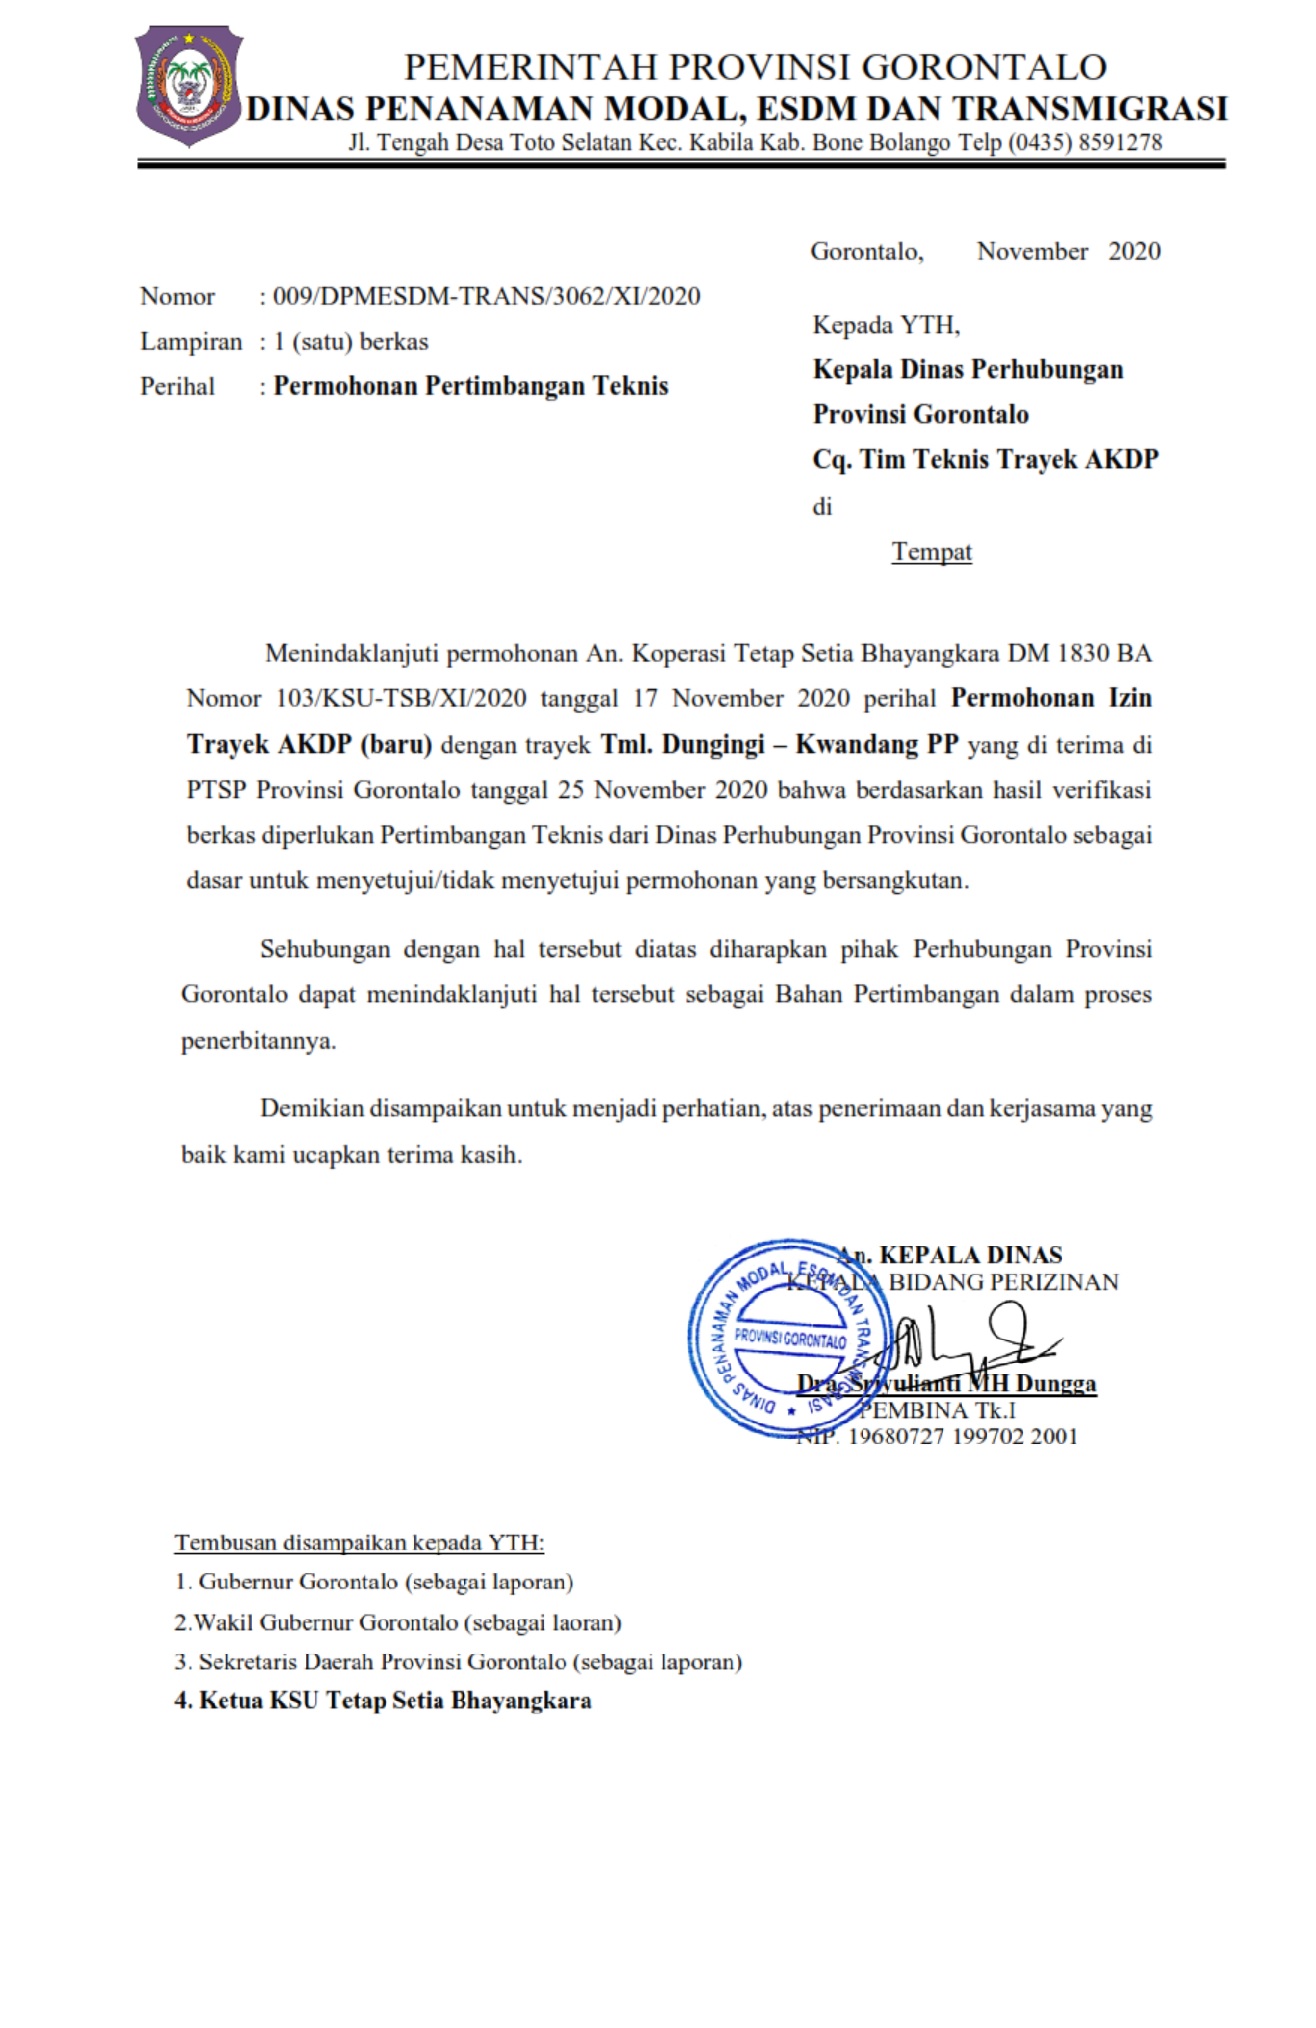 PEMERINTAH PROVINSI GORONTALO
DINAS PENANAMAN MODAL, ESDM DAN TRANSMIGRASI
Jl. Tengah Desa Toto Selatan Kec. Kabila Kab. Bone Bolango Telp (0435) 8591278
Gorontalo, November 2020
Nomor : 009/DPMESDM-TRANS/3062/XI/2020
Lampiran : 1 (satu) berkas
Perihal : Permohonan Pertimbangan Teknis
Kepada YTH,
Kepala Dinas Perhubungan
Provinsi Gorontalo
Cq. Tim Teknis Trayek AKDP
di
Tempat
Menindaklanjuti permohonan An. Koperasi Tetap Setia Bhayangkara DM 1830 BA
Nomor 103/KSU-TSB/XI/2020 tanggal 17 November 2020 perihal Permohonan Izin
Trayek AKDP (baru) dengan trayek Tml. Dungingi – Kwandang PP yang di terima di
PTSP Provinsi Gorontalo tanggal 25 November 2020 bahwa berdasarkan hasil verifikasi
berkas diperlukan Pertimbangan Teknis dari Dinas Perhubungan Provinsi Gorontalo sebagai
dasar untuk menyetujui/tidak menyetujui permohonan yang bersangkutan.
Sehubungan dengan hal tersebut diatas diharapkan pihak Perhubungan Provinsi
Gorontalo dapat menindaklanjuti hal tersebut sebagai Bahan Pertimbangan dalam proses
penerbitannya.
Demikian disampaikan untuk menjadi perhatian, atas penerimaan dan kerjasama yang
baik kami ucapkan terima kasih.
An. KEPALA DINAS
KEPALA BIDANG PERIZINAN
DINAS PENANAMAN MODAL, ESDM DAN TRANSMIGRASI
PROVINSI GORONTALO
Dra. Sriyulianti MH Dungga
PEMBINA Tk.I
NIP. 19680727 199702 2001
Tembusan disampaikan kepada YTH:
1. Gubernur Gorontalo (sebagai laporan)
2.Wakil Gubernur Gorontalo (sebagai laoran)
3. Sekretaris Daerah Provinsi Gorontalo (sebagai laporan)
4. Ketua KSU Tetap Setia Bhayangkara